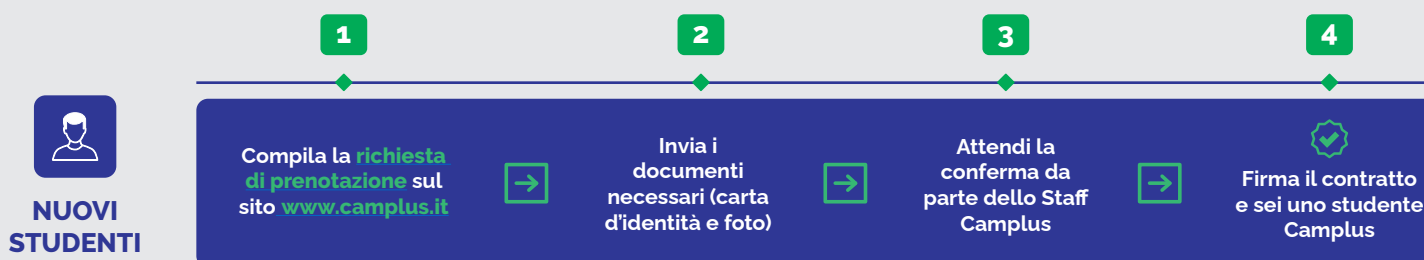 1
2
3
4
NUOVI
STUDENTI
Compila la richiesta
di prenotazione sul
sito www.camplus.it
Invia i
documenti
necessari (carta
d'identità e foto)
Attendi la
conferma da
parte dello Staff
Camplus
Firma il contratto
e sei uno studente
Camplus